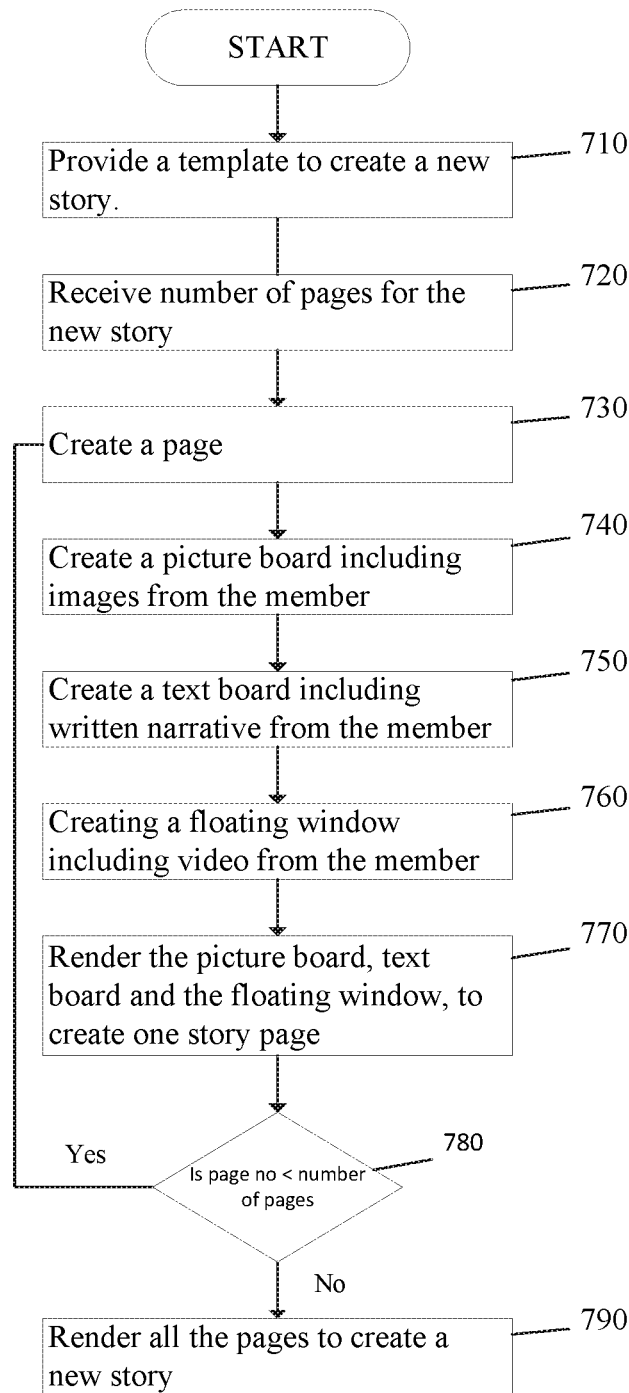 START
710
Provide a template to create a new
story.
720
Receive number of pages for the
new story
730
Create a page
740
Create a picture board including
images from the member
750
Create a text board including
written narrative from the member
760
Creating a floating window
including video from the member
770
Render the picture board, text
board and the floating window, to
create one story page
780
Yes
Is page no < number
of pages
No
790
Render all the pages to create a
new story